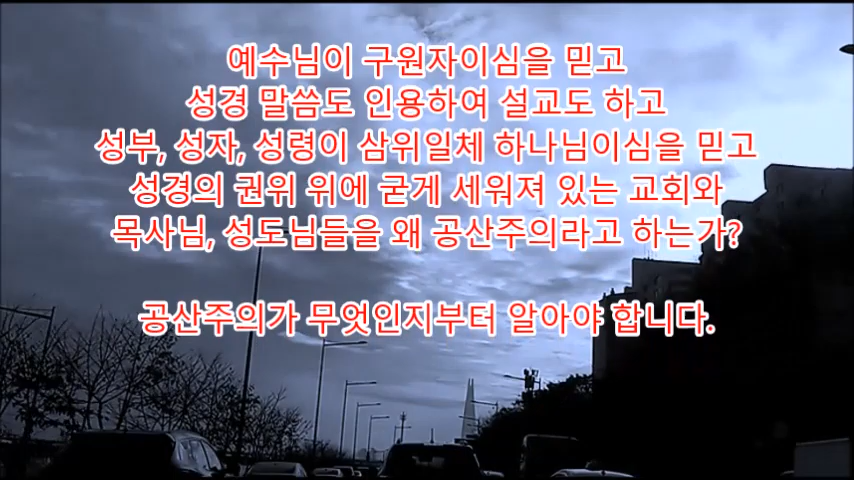 예수님이 구원자이심을 믿고
성경 말씀도 인용하여 설교도 하고
성부, 성자, 성령이 삼위일체 하나님이심을 믿고
성경의 권위 위에 굳게 세워져 있는 교회와
목사님, 성도님들을 왜 공산주의라고 하는가?
공산주의가 무엇인지부터 알아야 합니다.